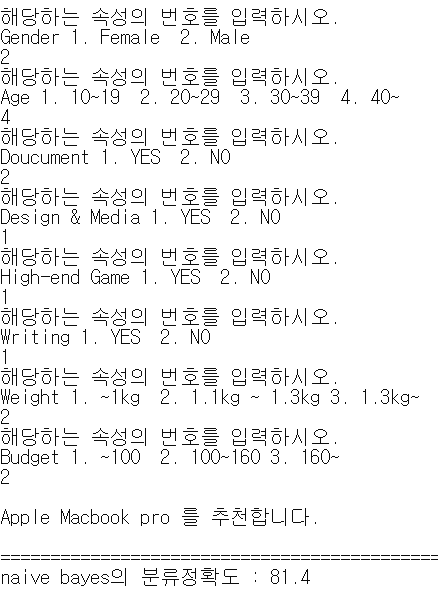 해당하는 속성의 번호를 입력하시오.
Gender 1. Female  2. Male
2
해당하는 속성의 번호를 입력하시오.
Age 1. 10~19  2. 20~29  3. 30~39  4. 40~
4
해당하는 속성의 번호를 입력하시오.
Doucument 1. YES  2. NO
2
해당하는 속성의 번호를 입력하시오.
Design & Media 1. YES  2. NO
1
해당하는 속성의 번호를 입력하시오.
High-end Game 1. YES  2. NO
1
해당하는 속성의 번호를 입력하시오.
Writing 1. YES  2. NO
1
해당하는 속성의 번호를 입력하시오.
Weight 1. ~1kg  2. 1.1kg ~ 1.3kg 3. 1.3kg~
2
해당하는 속성의 번호를 입력하시오.
Budget 1. ~100  2. 100~160 3. 160~
2
Apple Macbook pro 를 추천합니다.
============================================
naive bayes의 분류정확도 : 81.4